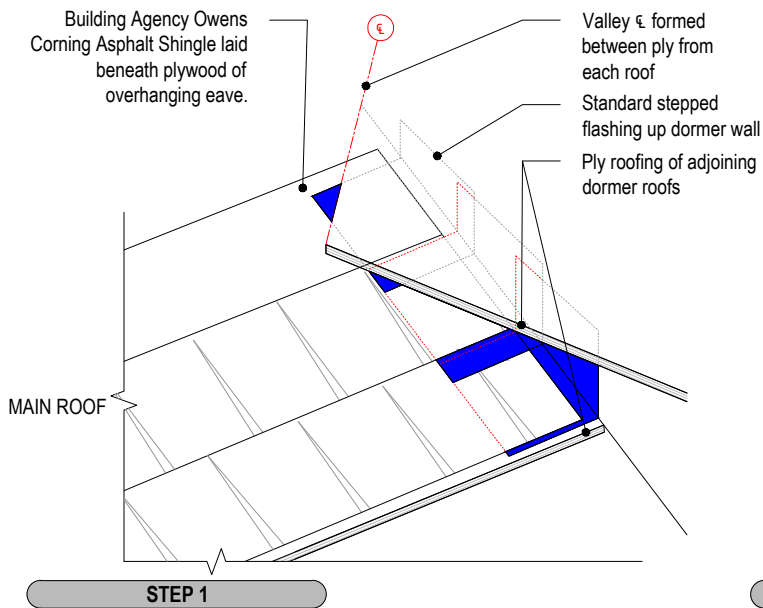 Building Agency Owens
Corning Asphalt Shingle laid
beneath plywood of
overhanging eave.
℄
Valley ℄ formed
between ply from
each roof
Standard stepped
flashing up dormer wall
Ply roofing of adjoining
dormer roofs
MAIN ROOF
STEP 1